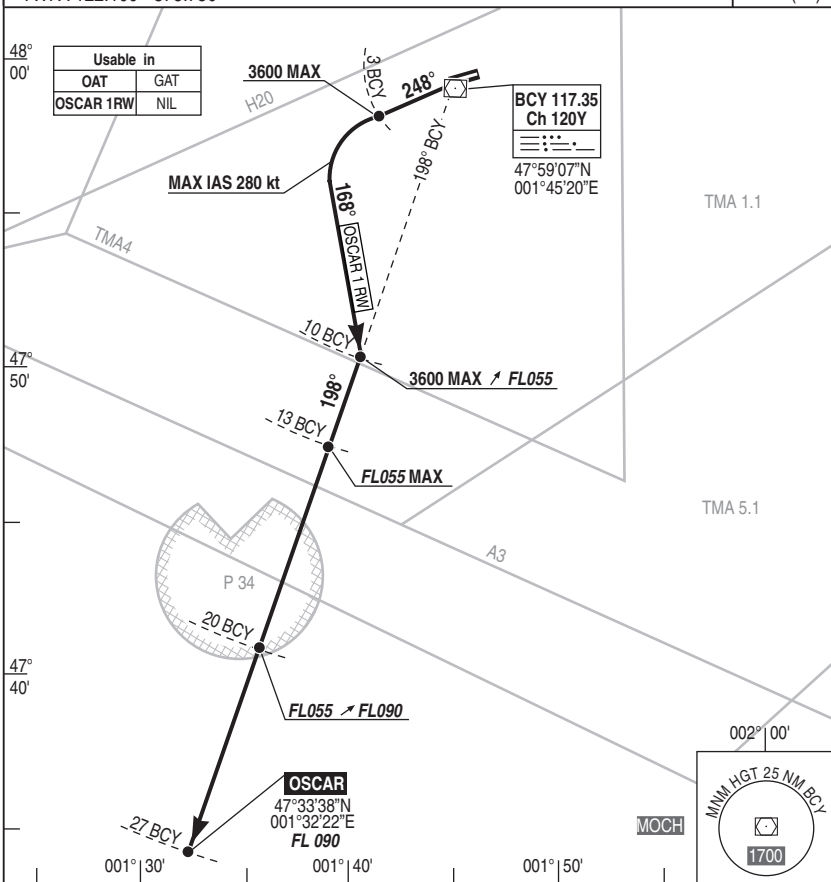 48°
00'
Usable in
OAT GAT
OSCAR 1RW NIL
3600 MAX
3 BCY
248°
H20
BCY 117.35
Ch 120Y
47°59'07"N
001°45'20"E
198° BCY
MAX IAS 280 kt
168°
OSCAR 1 RW
TMA 1.1
TMA4
10 BCY
47°
50'
3600 MAX ↗ FL055
198°
13 BCY
FL055 MAX
TMA 5.1
A3
P 34
20 BCY
47°
40'
FL055 ↗ FL090
002° 00'
OSCAR
47°33'38"N
001°32'22"E
FL 090
27 BCY
MOCH
MNM HGT 25 NM BCY
1700
001° 30'
001° 40'
001° 50'